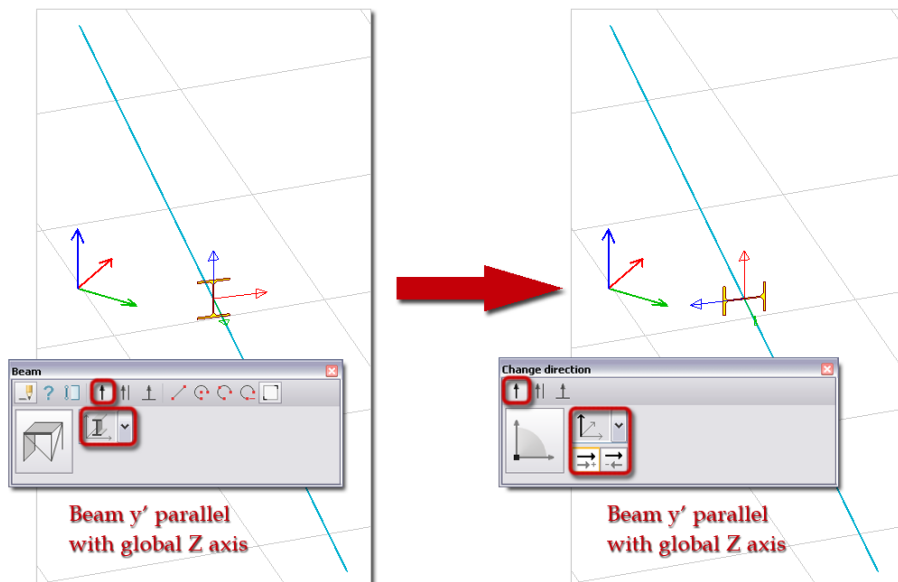 Beam
Change direction
Beam y’ parallel
with global Z axis
Beam y’ parallel
with global Z axis